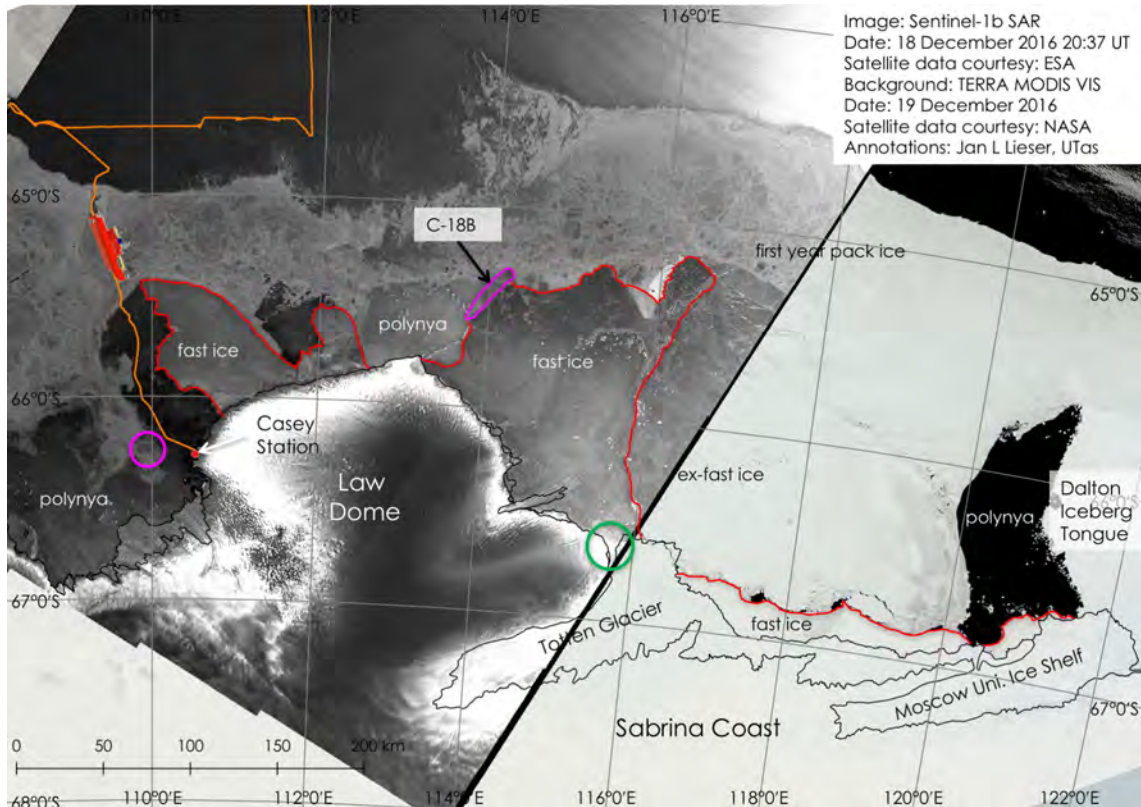 110°0'E
112°0'E
114°0'E
116°0'E
Image: Sentinel-1b SAR
Date: 18 December 2016 20:37 UT
Satellite data courtesy: ESA
Background: TERRA MODIS VIS
Date: 19 December 2016
Satellite data courtesy: NASA
Annotations: Jan L Lieser, UTas
65°0'S
C-18B
first year pack ice
65°0'S
polynya
fast ice
fast ice
66°0'S
Casey
Station
ex-fast ice
polynya
Law
Dome
polynya
66°0'S
Dalton
Iceberg
Tongue
67°0'S
Totten Glacier
fast ice
Moscow Uni. Ice Shelf
67°0'S
Sabrina Coast
0
50
100
150
200 km
68°0'S
110°0'E
112°0'E
114°0'E
116°0'E
118°0'E
120°0'E
122°0'E